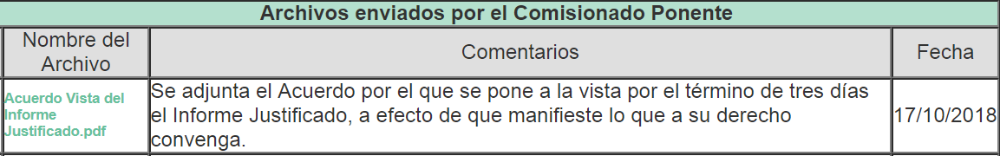 Archivos enviados por el Comisionado Ponente
Nombre del
Archivo
Comentarios
Fecha
Acuerdo Vista del
Informe
Justificado.pdf
Se adjunta el Acuerdo por el que se pone a la vista por el término de tres días
el Informe Justificado, a efecto de que manifieste lo que a su derecho
convenga.
17/10/2018